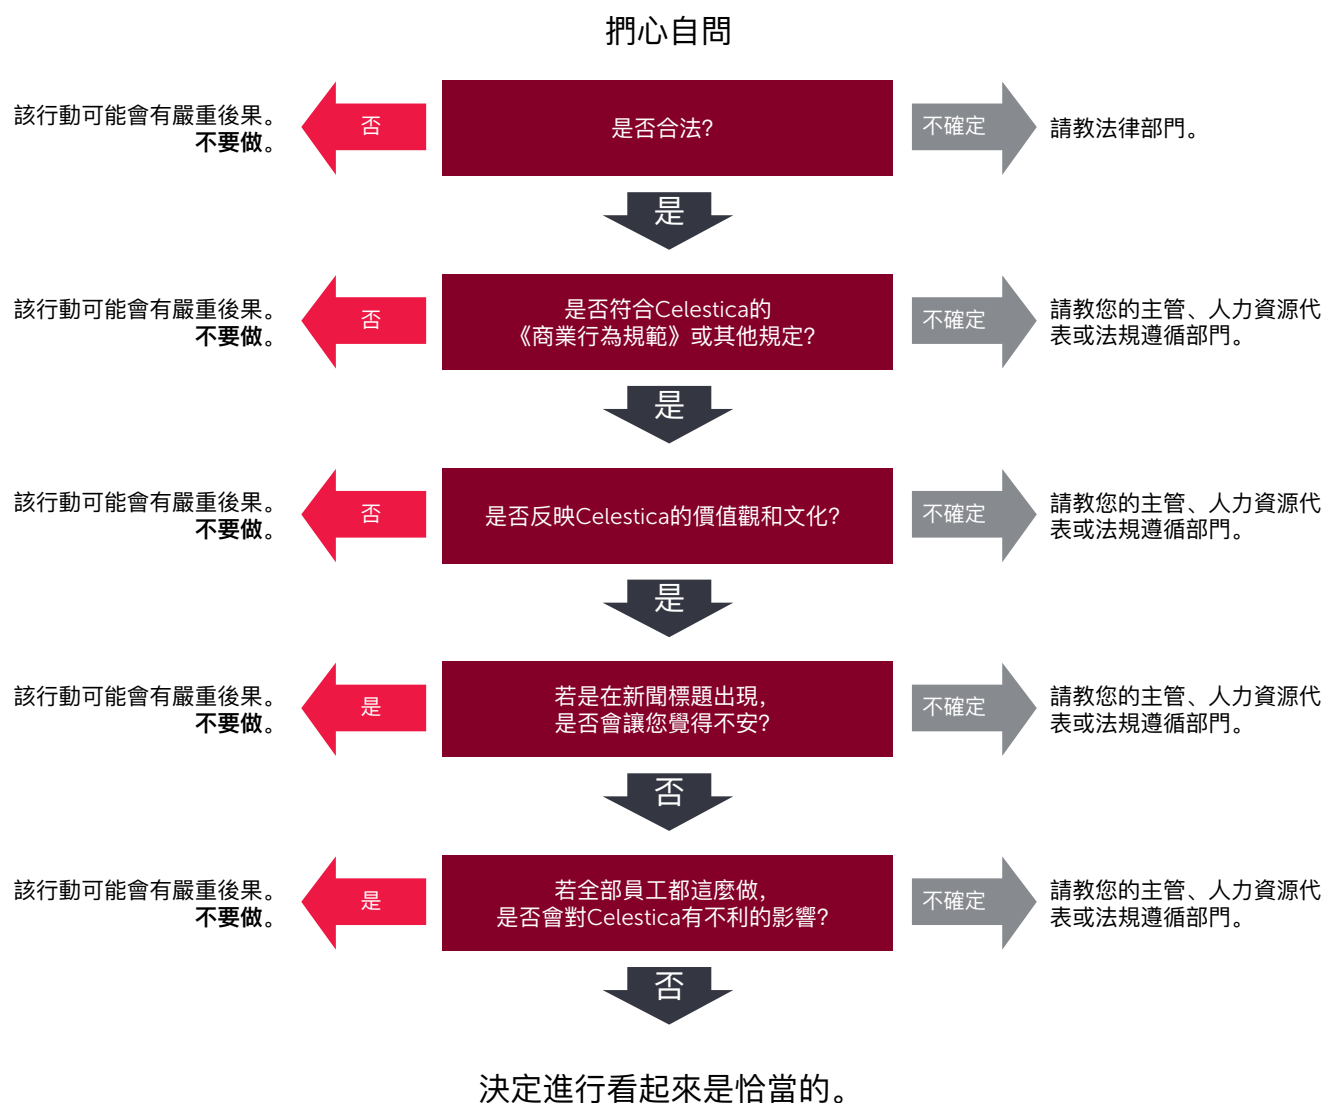 捫心自問
該行動可能會有嚴重後果。
不要做。
否
是否合法?
不確定
請教法律部門。
是
該行動可能會有嚴重後果。
不要做。
否
是否符合Celestica的
《商業行為規範》或其他規定?
不確定
請教您的主管、人力資源代
表或法規遵循部門。
是
該行動可能會有嚴重後果。
不要做。
否
是否反映Celestica的價值觀和文化?
不確定
請教您的主管、人力資源代
表或法規遵循部門。
是
該行動可能會有嚴重後果。
不要做。
是
若是在新聞標題出現,
是否會讓您覺得不安?
不確定
請教您的主管、人力資源代
表或法規遵循部門。
否
該行動可能會有嚴重後果。
不要做。
是
若全部員工都這麼做,
是否會對Celestica有不利的影響?
不確定
請教您的主管、人力資源代
表或法規遵循部門。
否
決定進行看起來是恰當的。